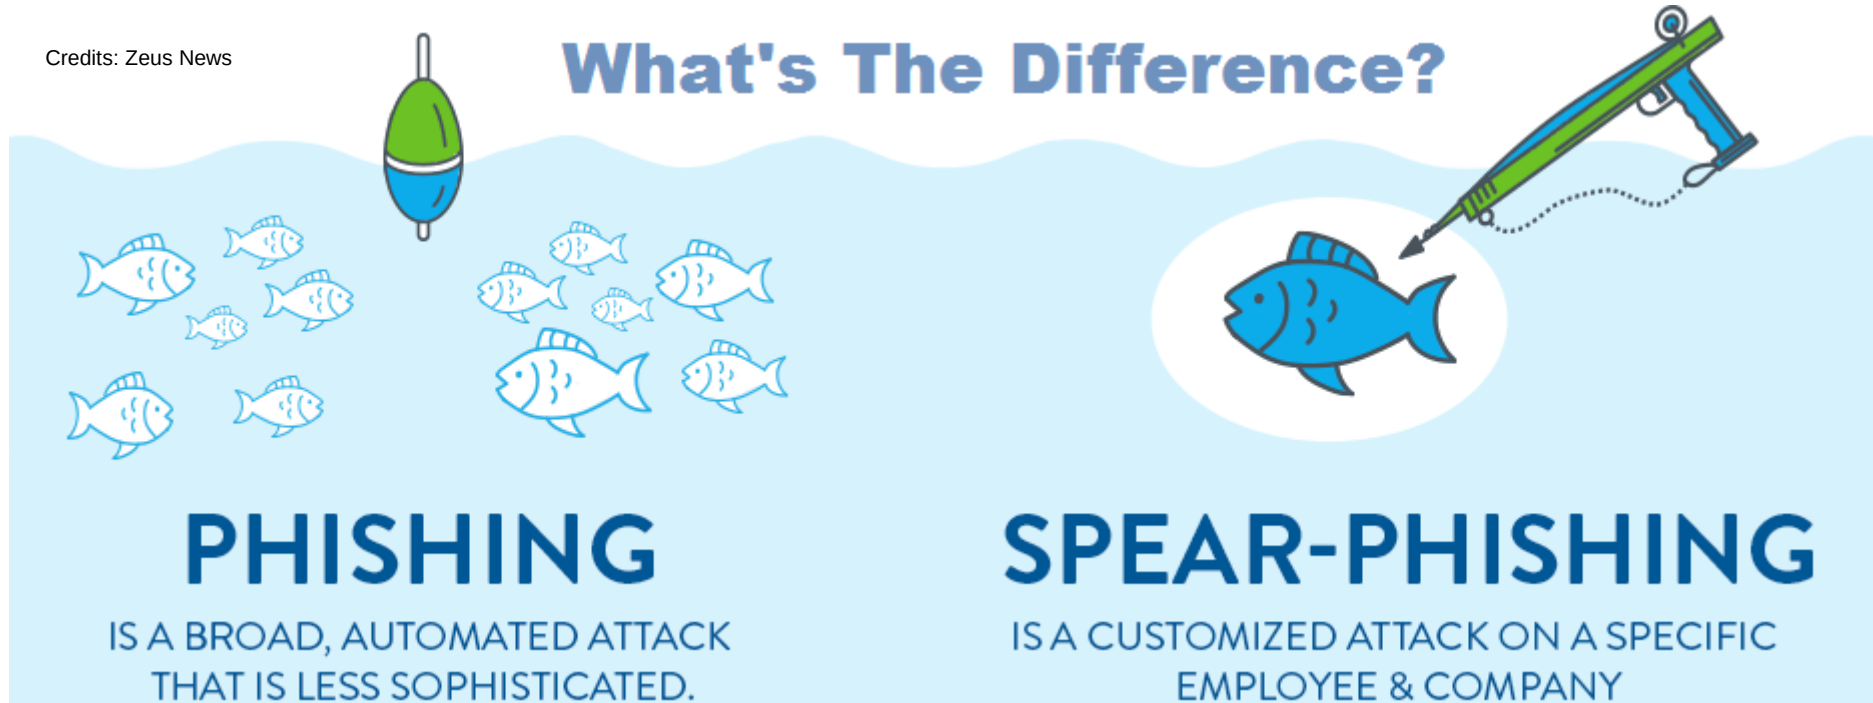 Credits: Zeus News
What's The Difference?
PHISHING
IS A BROAD, AUTOMATED ATTACK
THAT IS LESS SOPHISTICATED.
SPEAR-PHISHING
IS A CUSTOMIZED ATTACK ON A SPECIFIC
EMPLOYEE & COMPANY